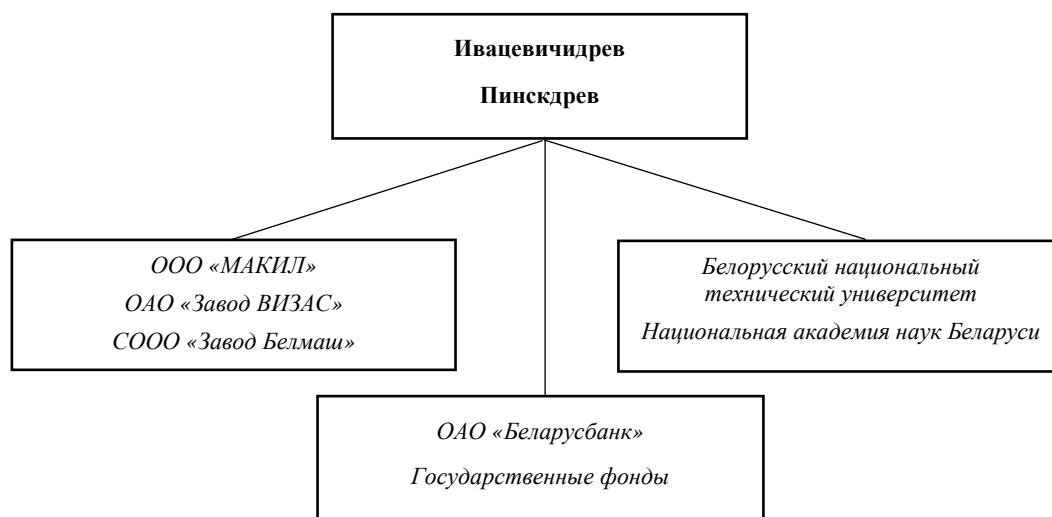 Ивацевичидрев
Пинскдрев
ООО «МАКИЛ»
ОАО «Завод ВИЗАС»
СООО «Завод Белмаш»
Белорусский национальный
технический университет
Национальная академия наук Беларуси
ОАО «Беларусбанк»
Государственные фонды